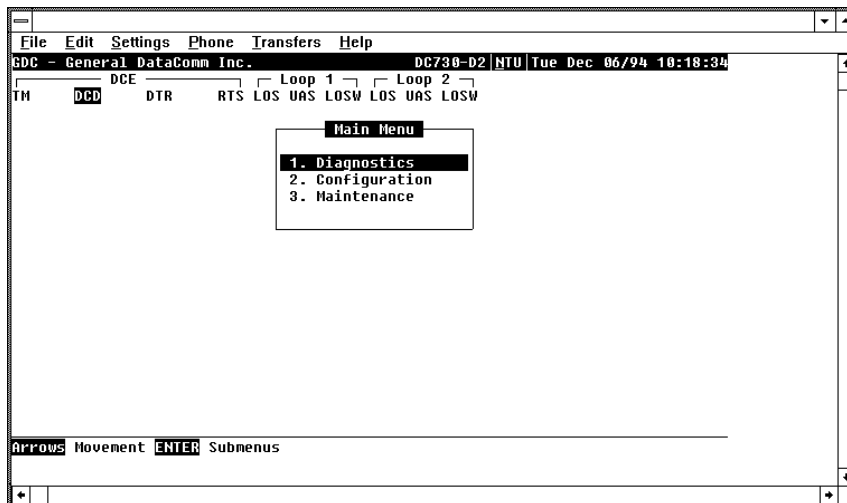 File Edit Settings Phone Transfers Help
GDC - General DataComm Inc. DC730-D2 NTU Tue Dec 06/94 10:18:34
DCE Loop 1 Loop 2
TM DCD DTR RTS LOS UAS LOSW LOS UAS LOSW
Main Menu
1. Diagnostics
2. Configuration
3. Maintenance
Arrows Movement ENTER Submenus